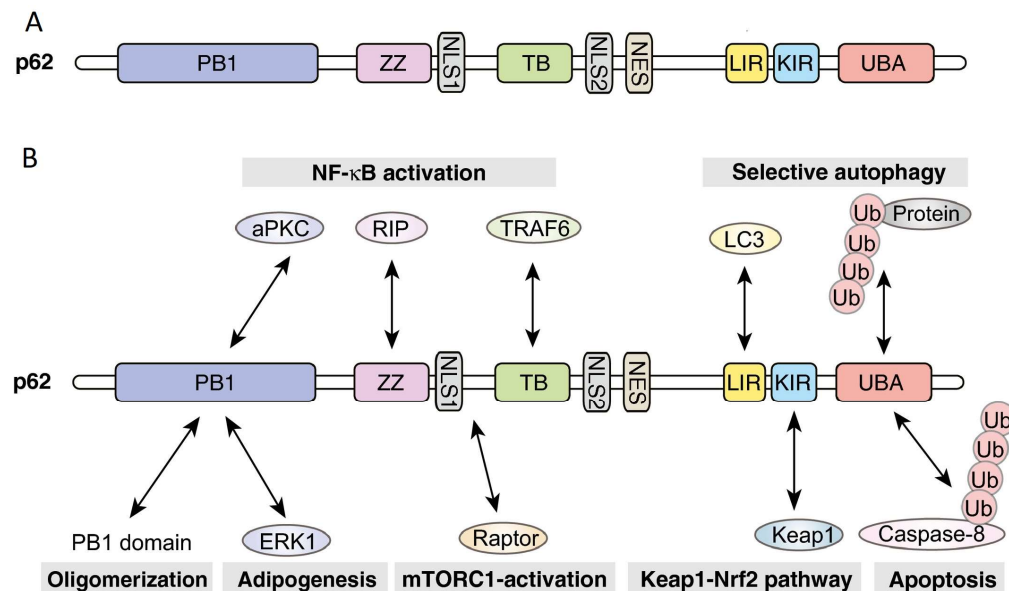 A
p62
PB1
ZZ
NLS1
TB
NLS2
NES
LIR
KIR
UBA
B
NF-κB activation
Selective autophagy
aPKC
RIP
TRAF6
LC3
Ub
Protein
Ub
Ub
Ub
p62
PB1
ZZ
NLS1
TB
NLS2
NES
LIR
KIR
UBA
Ub
Ub
Ub
Ub
PB1 domain
ERK1
Raptor
Keap1
Caspase-8
Oligomerization
Adipogenesis
mTORC1-activation
Keap1-Nrf2 pathway
Apoptosis